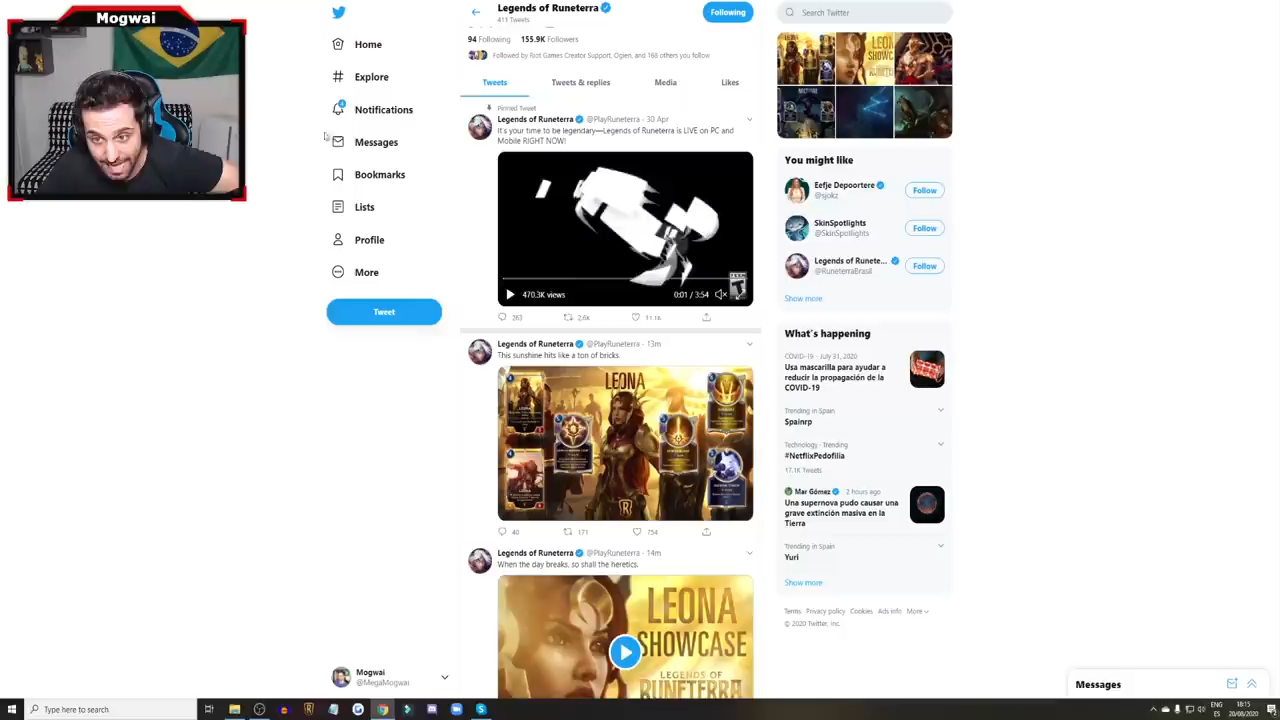 Mogwai
Home
Explore
Notifications
Messages
Bookmarks
Lists
Profile
More
Tweet
Mogwai
@MegaMogwai
Legends of Runeterra
411 Tweets
Following
94 Following 155.9K Followers
Followed by Riot Games Creator Support, Ogien, and 166 others you follow
Tweets Tweets & replies Media Likes
Pinned Tweet
Legends of Runeterra @PlayRuneterra · 30 Apr
It's your time to be legendary—Legends of Runeterra is LIVE on PC and
Mobile RIGHT NOW!
470.3K views 0:01 / 3:54
263 2.6K 11.1K
Legends of Runeterra @PlayRuneterra · 13m
This sunshine hits like a ton of bricks.
LEONA
40 171 754
Legends of Runeterra @PlayRuneterra · 14m
When the day breaks, so shall the heretics.
LEONA
SHOWCASE
LEGENDS OF
RUNETERRA
Search Twitter
You might like
Eefje Depoortere
@sjokz
Follow
SkinSpotlights
@SkinSpotlights
Follow
Legends of Runete...
@RuneterraBrasil
Follow
Show more
What's happening
COVID-19 · July 31, 2020
Usa mascarilla para ayudar a
reducir la propagación de la
COVID-19
Trending in Spain
Spainrp
Technology · Trending
#NetflixPedofilia
17.1K Tweets
Mar Gómez 2 hours ago
Una supernova pudo causar una
grave extinción masiva en la
Tierra
Trending in Spain
Yuri
Show more
Terms Privacy policy Cookies Ads info More
© 2020 Twitter, Inc.
Messages
Type here to search
ENG
ES
18:15
20/08/2020